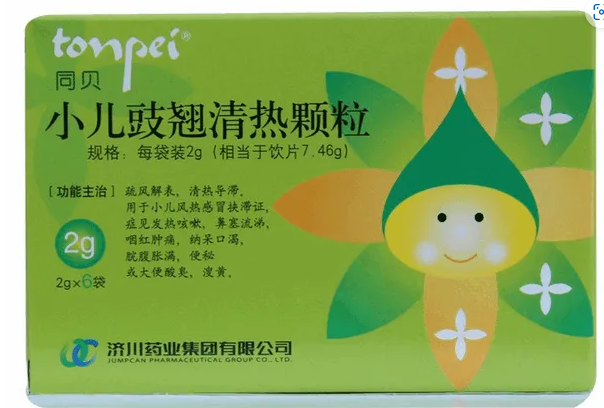 tonpei®
同贝
小儿豉翘清热颗粒
规格：每袋装2g（相当于饮片7.46g）
[功能主治] 疏风解表，清热导滞。
用于小儿风热感冒挟滞证，
症见发热咳嗽，鼻塞流涕，
咽红肿痛，纳呆口渴，
脘腹胀满，便秘
或大便酸臭，溲黄。
2g
2g×6袋
济川药业集团有限公司
JUMPCAN PHARMACEUTICAL GROUP CO., LTD.